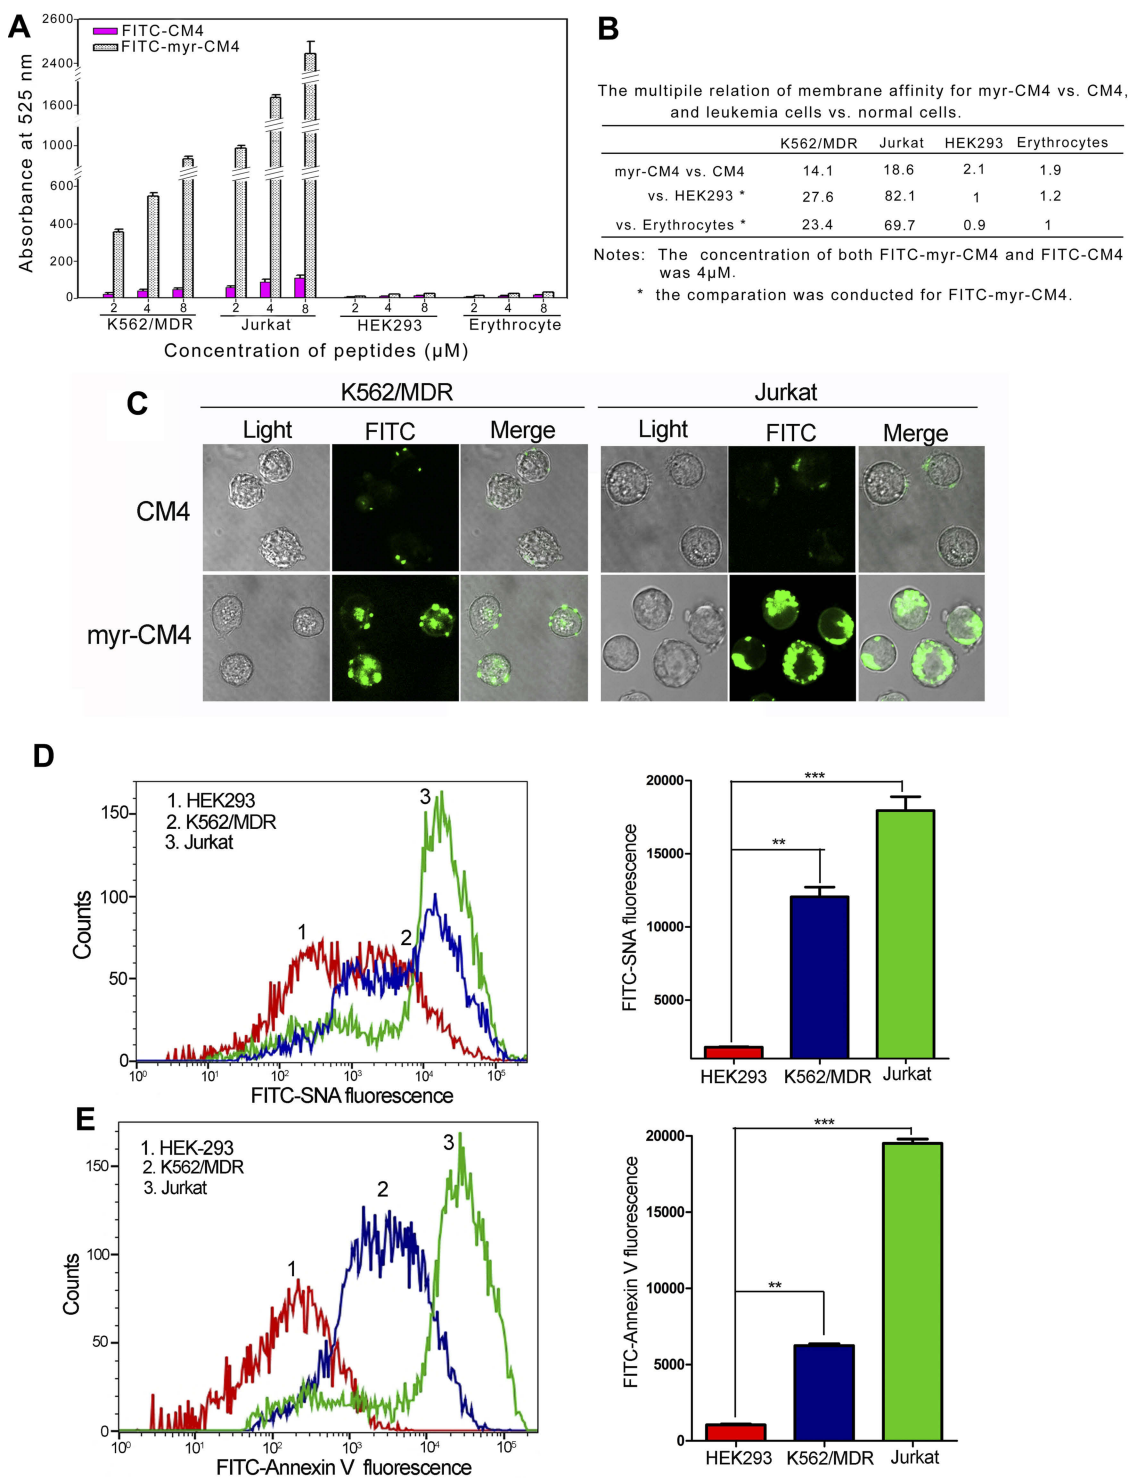 A
FITC-CM4
FITC-myr-CM4
Absorbance at 525 nm
2600
2400
1600
1000
600
400
200
0
2 4 8 2 4 8 2 4 8 2 4 8
K562/MDR Jurkat HEK293 Erythrocyte
Concentration of peptides (μM)
B
The multipile relation of membrane affinity for myr-CM4 vs. CM4,
and leukemia cells vs. normal cells.
K562/MDR Jurkat HEK293 Erythrocytes
myr-CM4 vs. CM4 14.1 18.6 2.1 1.9
vs. HEK293 * 27.6 82.1 1 1.2
vs. Erythrocytes * 23.4 69.7 0.9 1
Notes: The concentration of both FITC-myr-CM4 and FITC-CM4
was 4μM.
* the comparation was conducted for FITC-myr-CM4.
C
K562/MDR Jurkat
Light FITC Merge Light FITC Merge
CM4
myr-CM4
D
1. HEK293
2. K562/MDR
3. Jurkat
1
2
3
Counts
150
100
50
0
10⁰ 10¹ 10² 10³ 10⁴ 10⁵
FITC-SNA fluorescence
FITC-SNA fluorescence
20000
15000
10000
5000
***
**
HEK293 K562/MDR Jurkat
E
1. HEK-293
2. K562/MDR
3. Jurkat
1
2
3
Counts
150
100
50
0
10⁰ 10¹ 10² 10³ 10⁴ 10⁵
FITC-Annexin V fluorescence
FITC-Annexin V fluorescence
20000
15000
10000
5000
0
***
**
HEK293 K562/MDR Jurkat